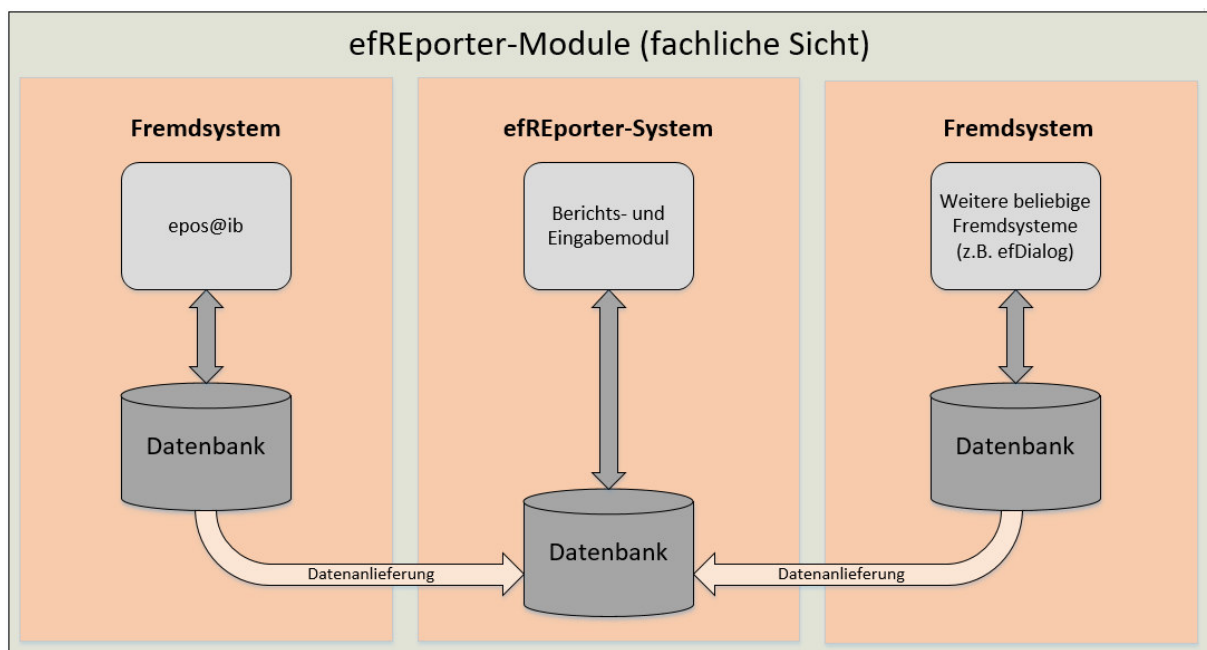 efREporter-Module (fachliche Sicht)
Fremdsystem
epos@ib
Datenbank
efREporter-System
Berichts- und
Eingabemodul
Datenbank
Fremdsystem
Weitere beliebige
Fremdsysteme
(z.B. efDialog)
Datenbank
Datenanlieferung
Datenanlieferung